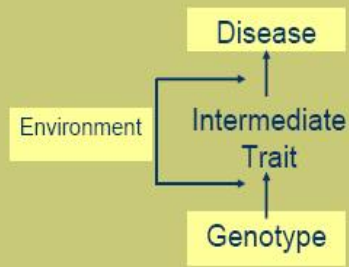 Disease
Environment
Intermediate
Trait
Genotype